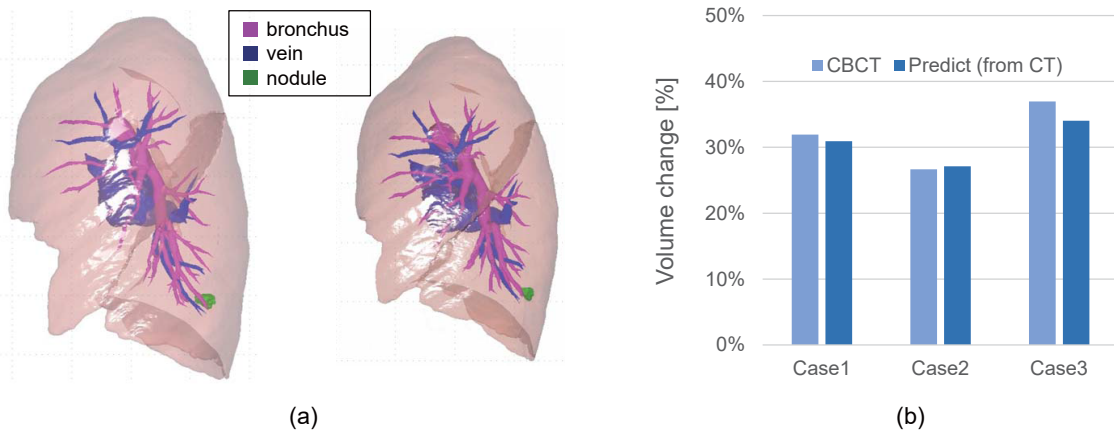 bronchus
vein
nodule
(a)
50%
40%
30%
20%
10%
0%
Volume change [%]
CBCT Predict (from CT)
Case1 Case2 Case3
(b)